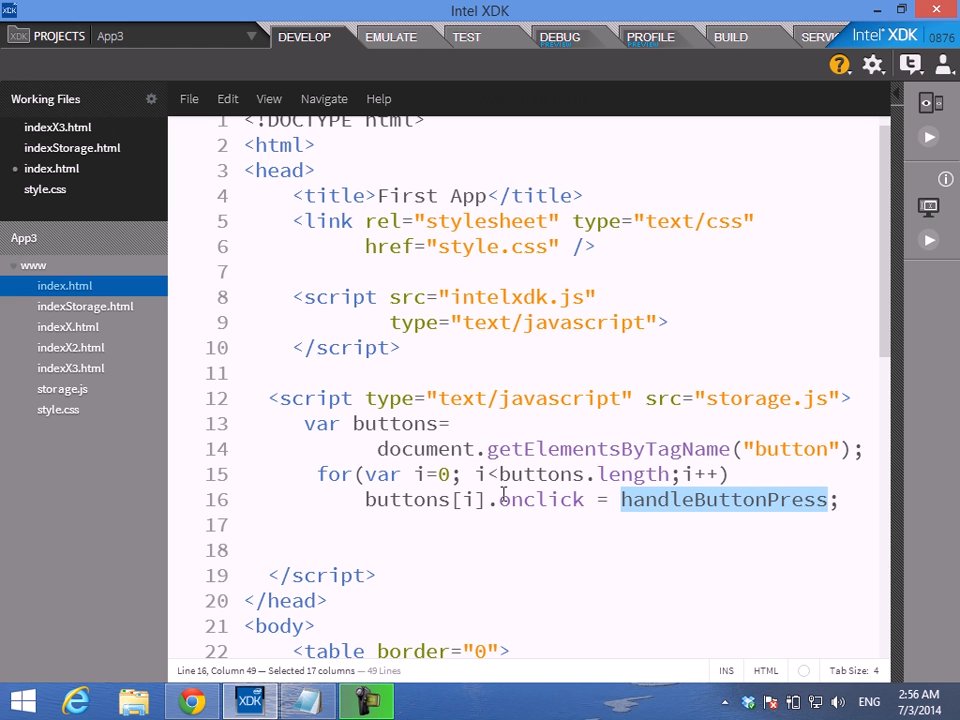 Intel XDK
PROJECTS App3
DEVELOP EMULATE TEST DEBUG PROFILE BUILD SERV Intel® XDK 0876
PREVIEW PREVIEW
Working Files
File Edit View Navigate Help
indexX3.html
indexStorage.html
index.html
style.css
App3
www
index.html
indexStorage.html
indexX.html
indexX2.html
indexX3.html
storage.js
style.css
1 <!DOCTYPE html>
2 <html>
3 <head>
4 <title>First App</title>
5 <link rel="stylesheet" type="text/css"
6 href="style.css" />
7
8 <script src="intelxdk.js"
9 type="text/javascript">
10 </script>
11
12 <script type="text/javascript" src="storage.js">
13 var buttons=
14 document.getElementsByTagName("button");
15 for(var i=0; i<buttons.length;i++)
16 buttons[i].onclick = handleButtonPress;
17
18
19 </script>
20 </head>
21 <body>
22 <table border="0">
Line 16, Column 49 — Selected 17 columns — 49 Lines
INS HTML Tab Size: 4
XDK
ENG
2:56 AM
7/3/2014